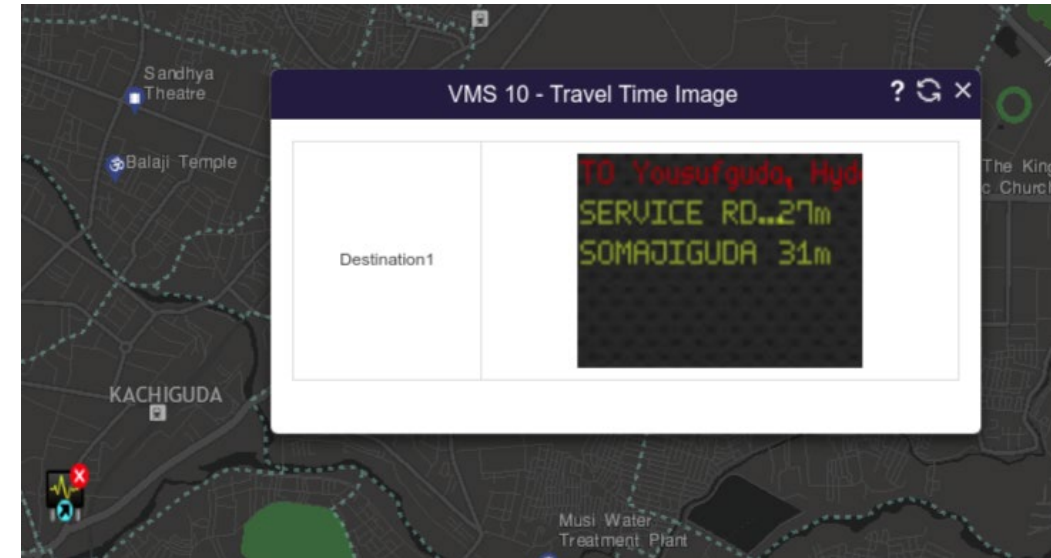 Sandhya
Theatre
Balaji Temple
VMS 10 - Travel Time Image
?
Destination1
TO Yousufguda, Hyd
SERVICE RD...27m
SOMAJIGUDA 31m
The King
c Church
KACHIGUDA
Musi Water
Treatment Plant